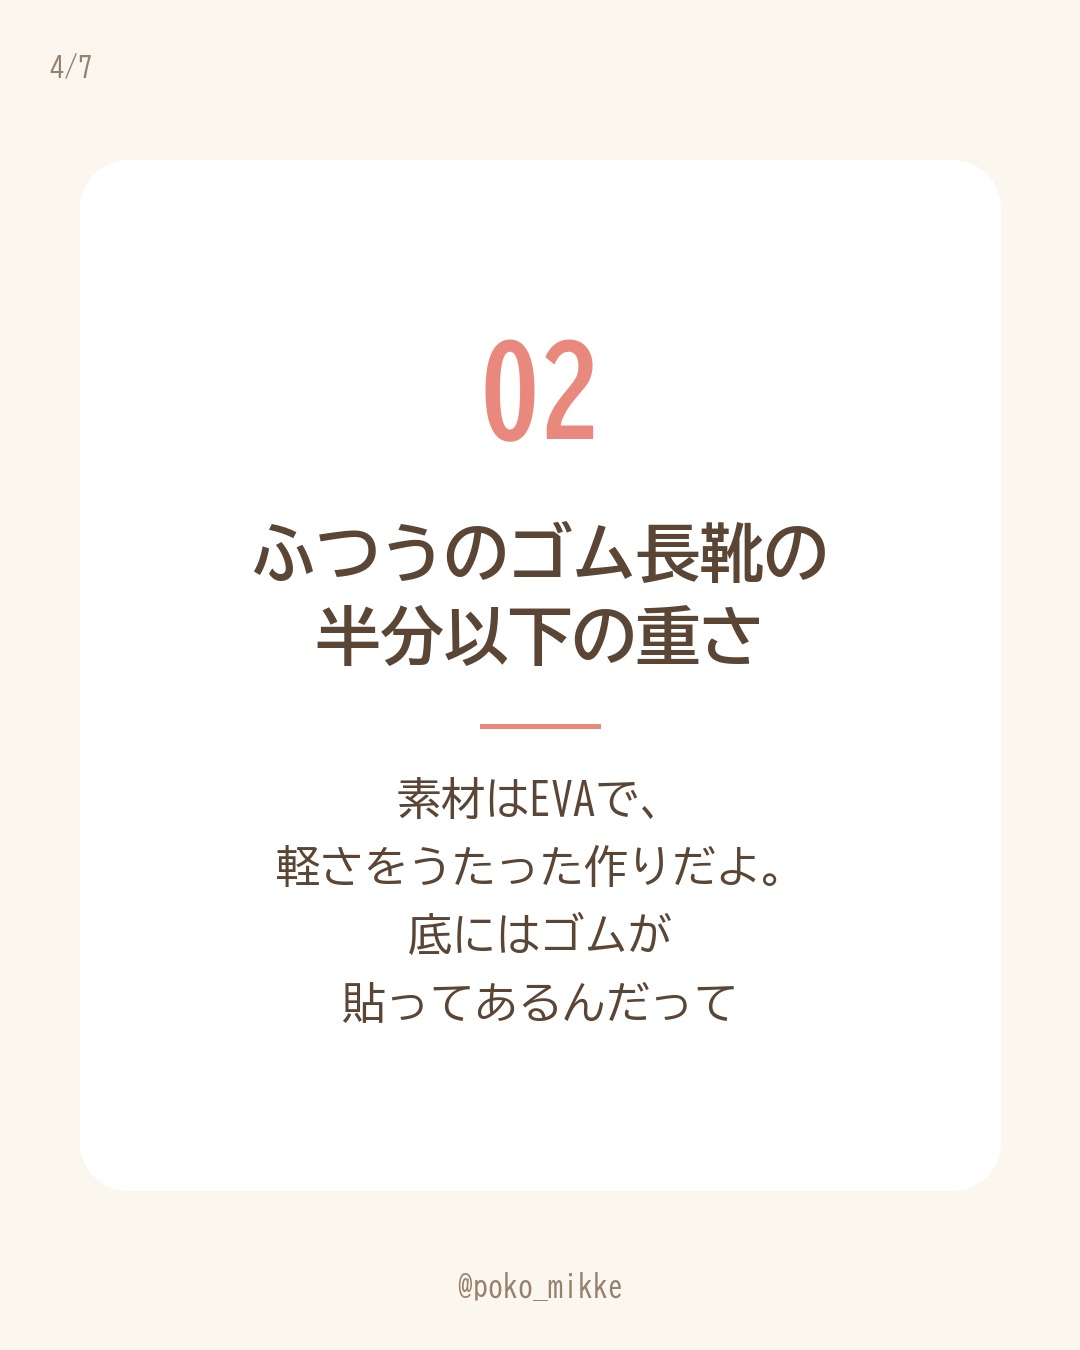 4/7
02
ふつうのゴム長靴の
半分以下の重さ
素材はEVAで、
軽さをうたった作りだよ。
底にはゴムが
貼ってあるんだって
@poko_mikke